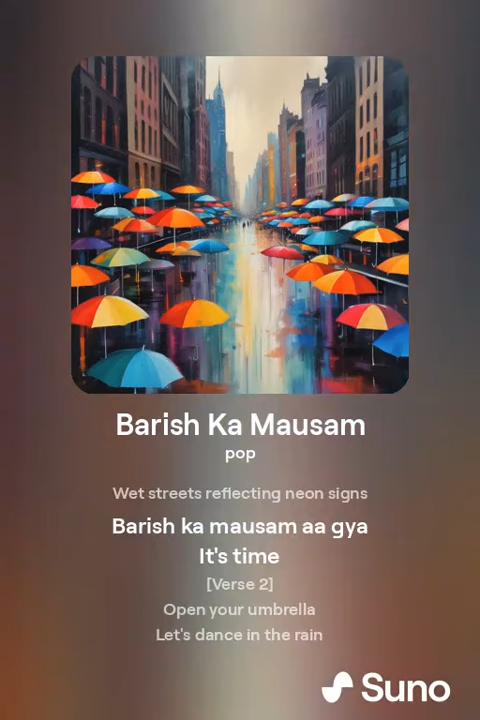 Barish Ka Mausam
pop
Wet streets reflecting neon signs
Barish ka mausam aa gya
It's time
[Verse 2]
Open your umbrella
Let's dance in the rain
Suno